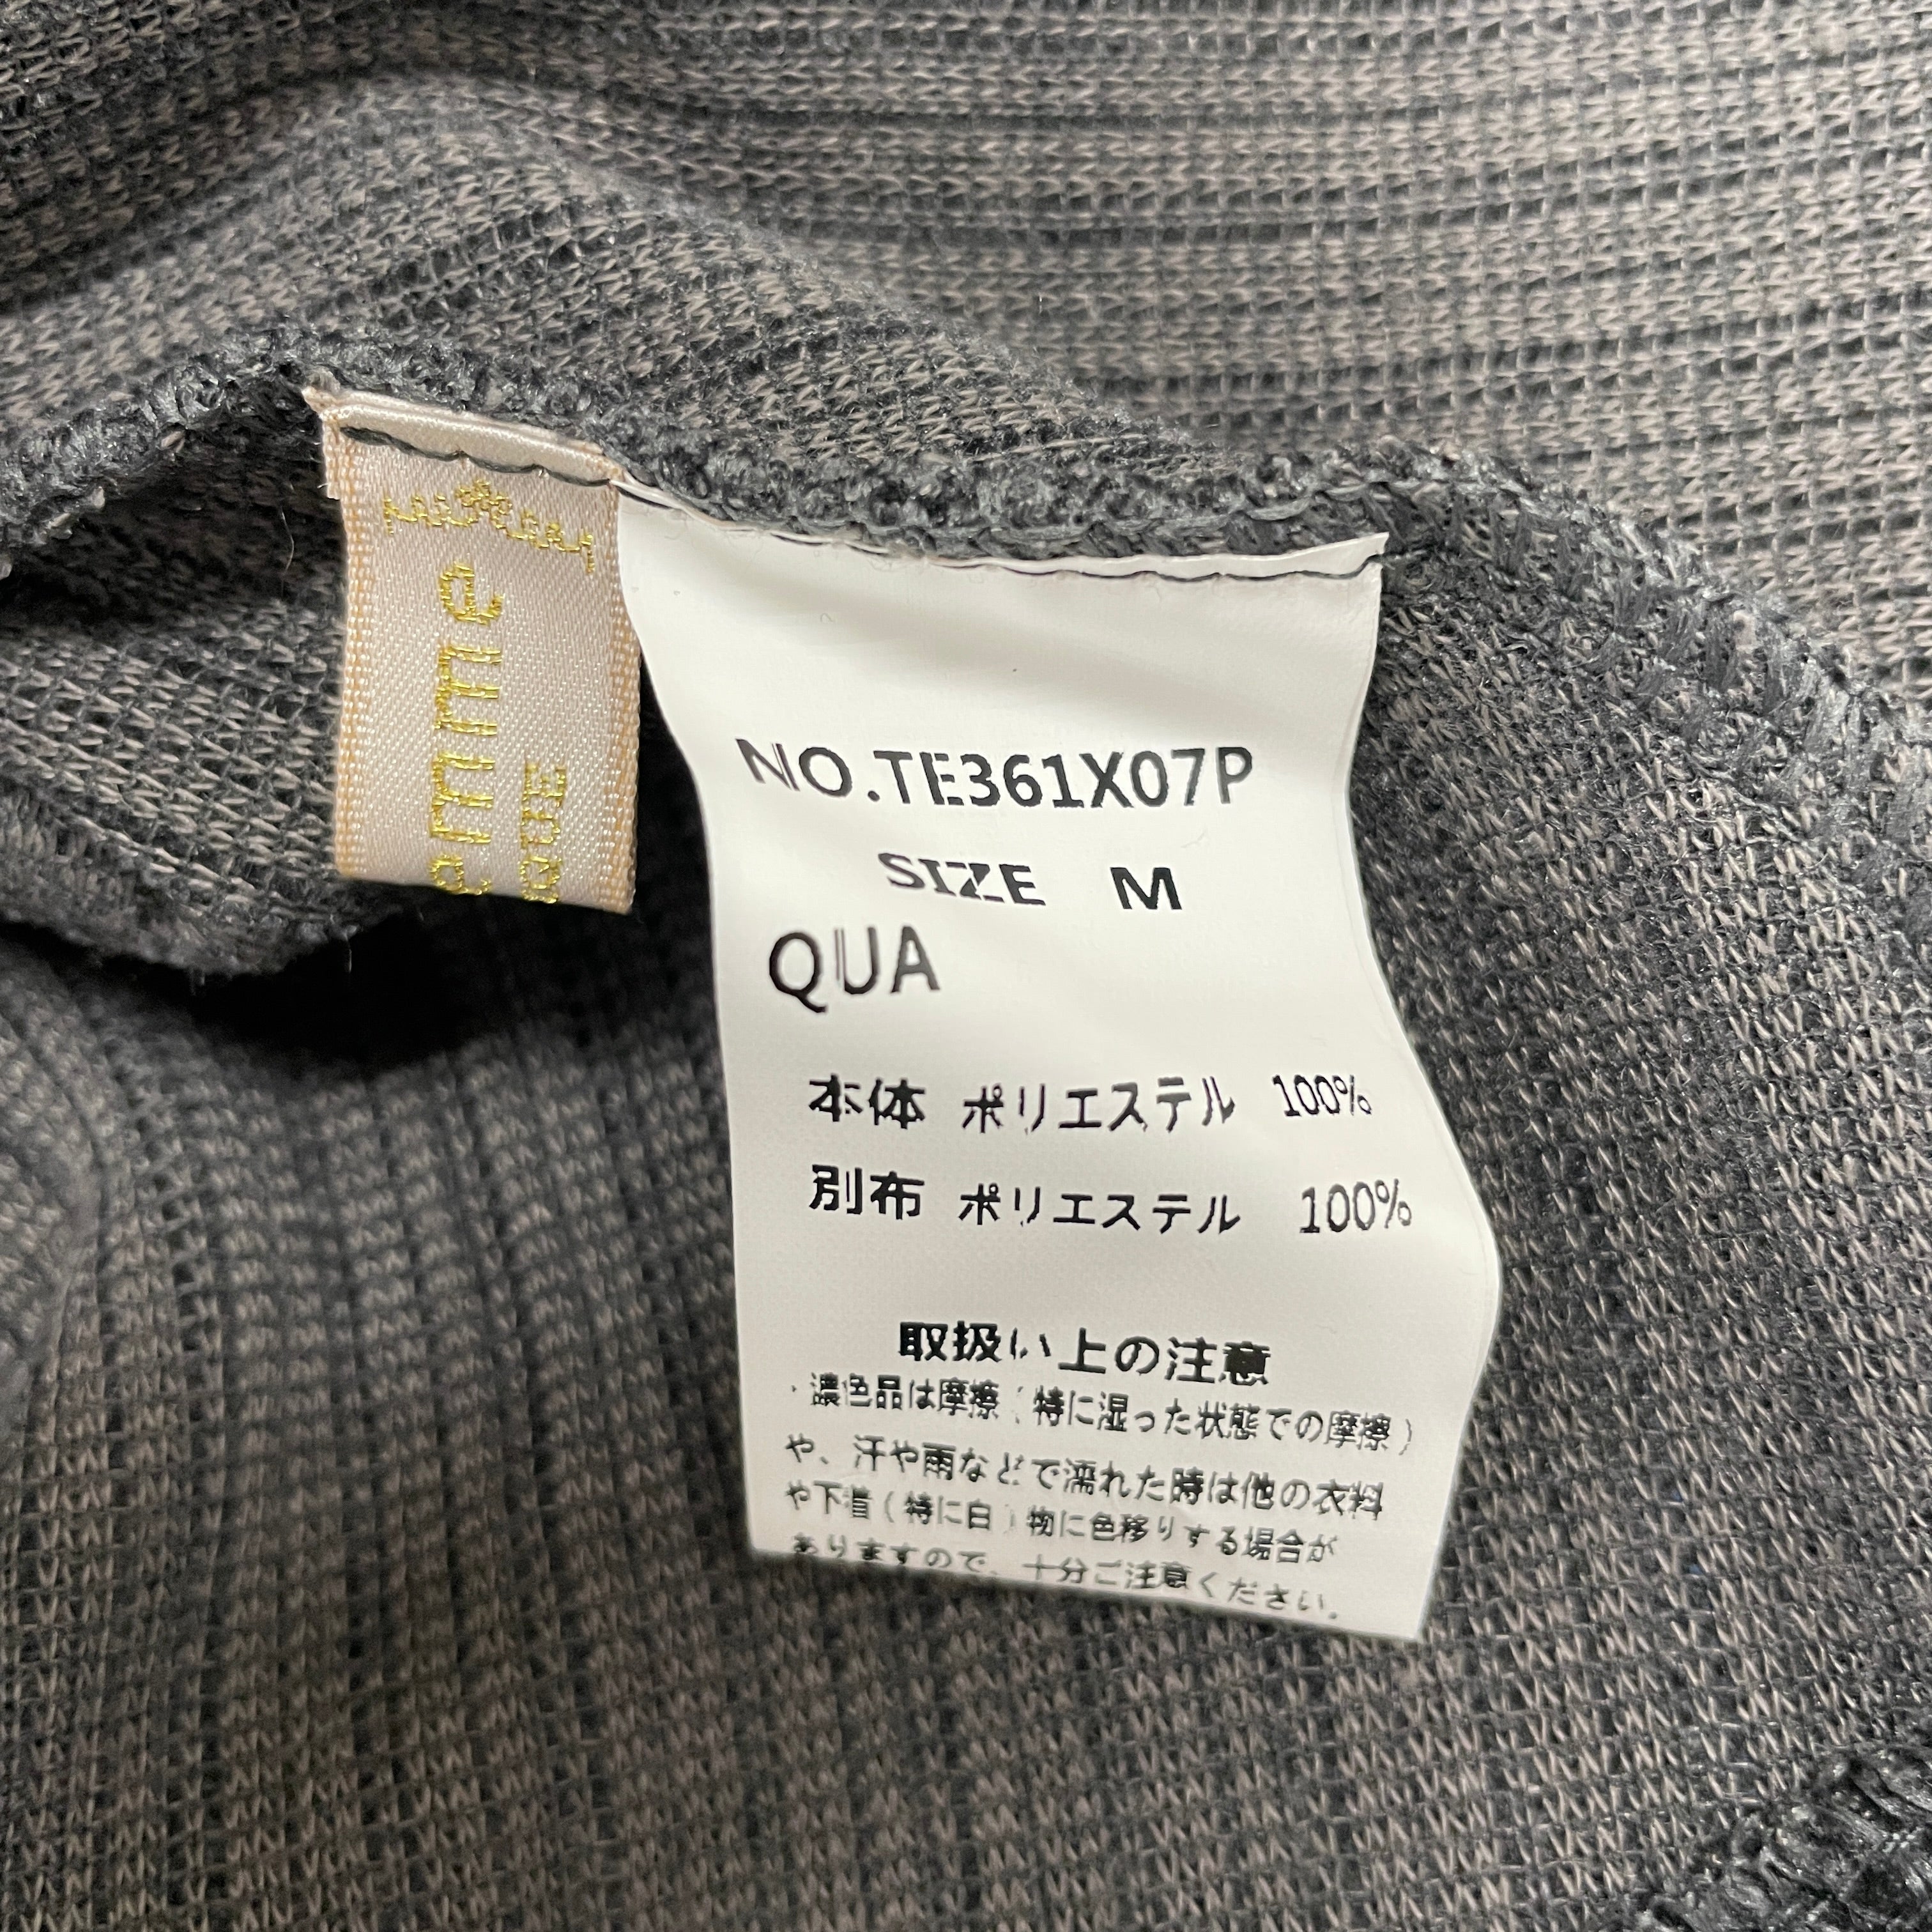 NO.TE361X07P
SIZE M
QUA
本体 ポリエステル 100%
別布 ポリエステル 100%
取扱い上の注意
・濃色品は摩擦(特に湿った状態での摩擦)
や、汗や雨などで濡れた時は他の衣料
や下着(特に白)物に色移りする場合が
ありますので、十分ご注意ください.